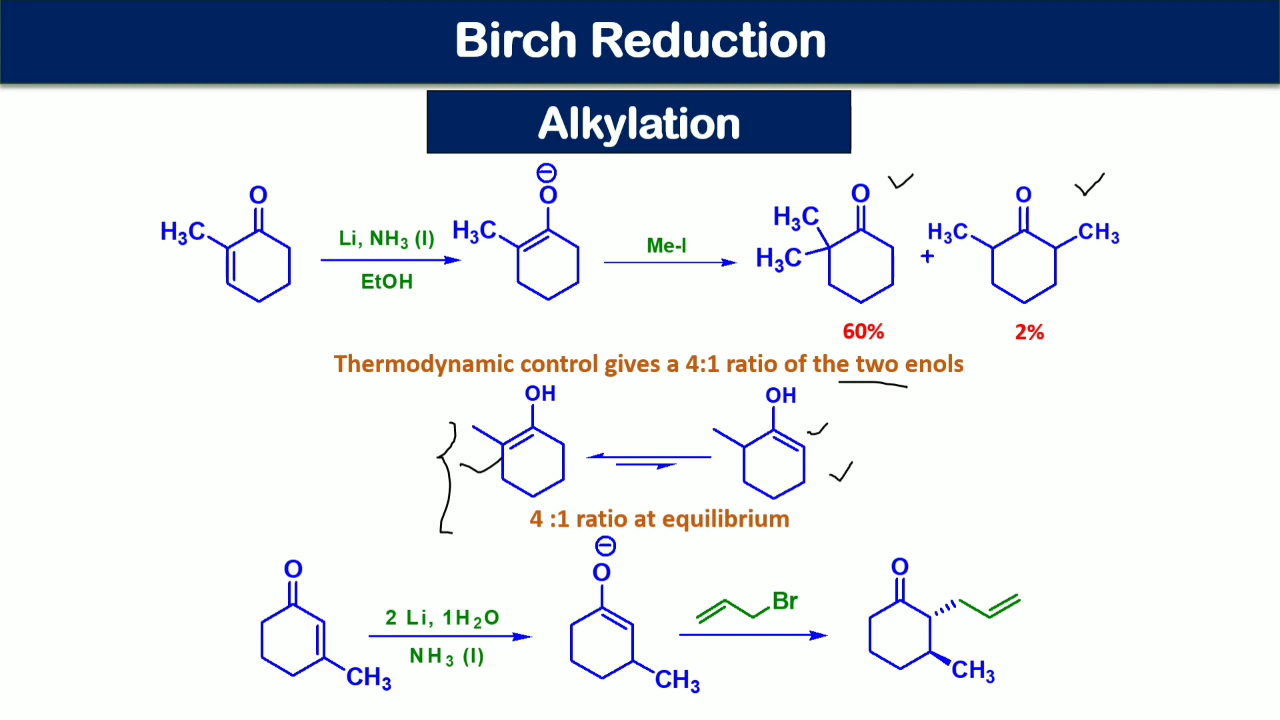 Birch Reduction
Alkylation
O
H₃C
Li, NH₃ (l)
EtOH
⊖
O
H₃C
Me-I
O
H₃C
H₃C
+
O
H₃C
CH₃
60%
2%
Thermodynamic control gives a 4:1 ratio of the two enols
OH
OH
4 :1 ratio at equilibrium
O
CH₃
2 Li, 1H₂O
NH₃ (l)
⊖
O
CH₃
Br
O
CH₃